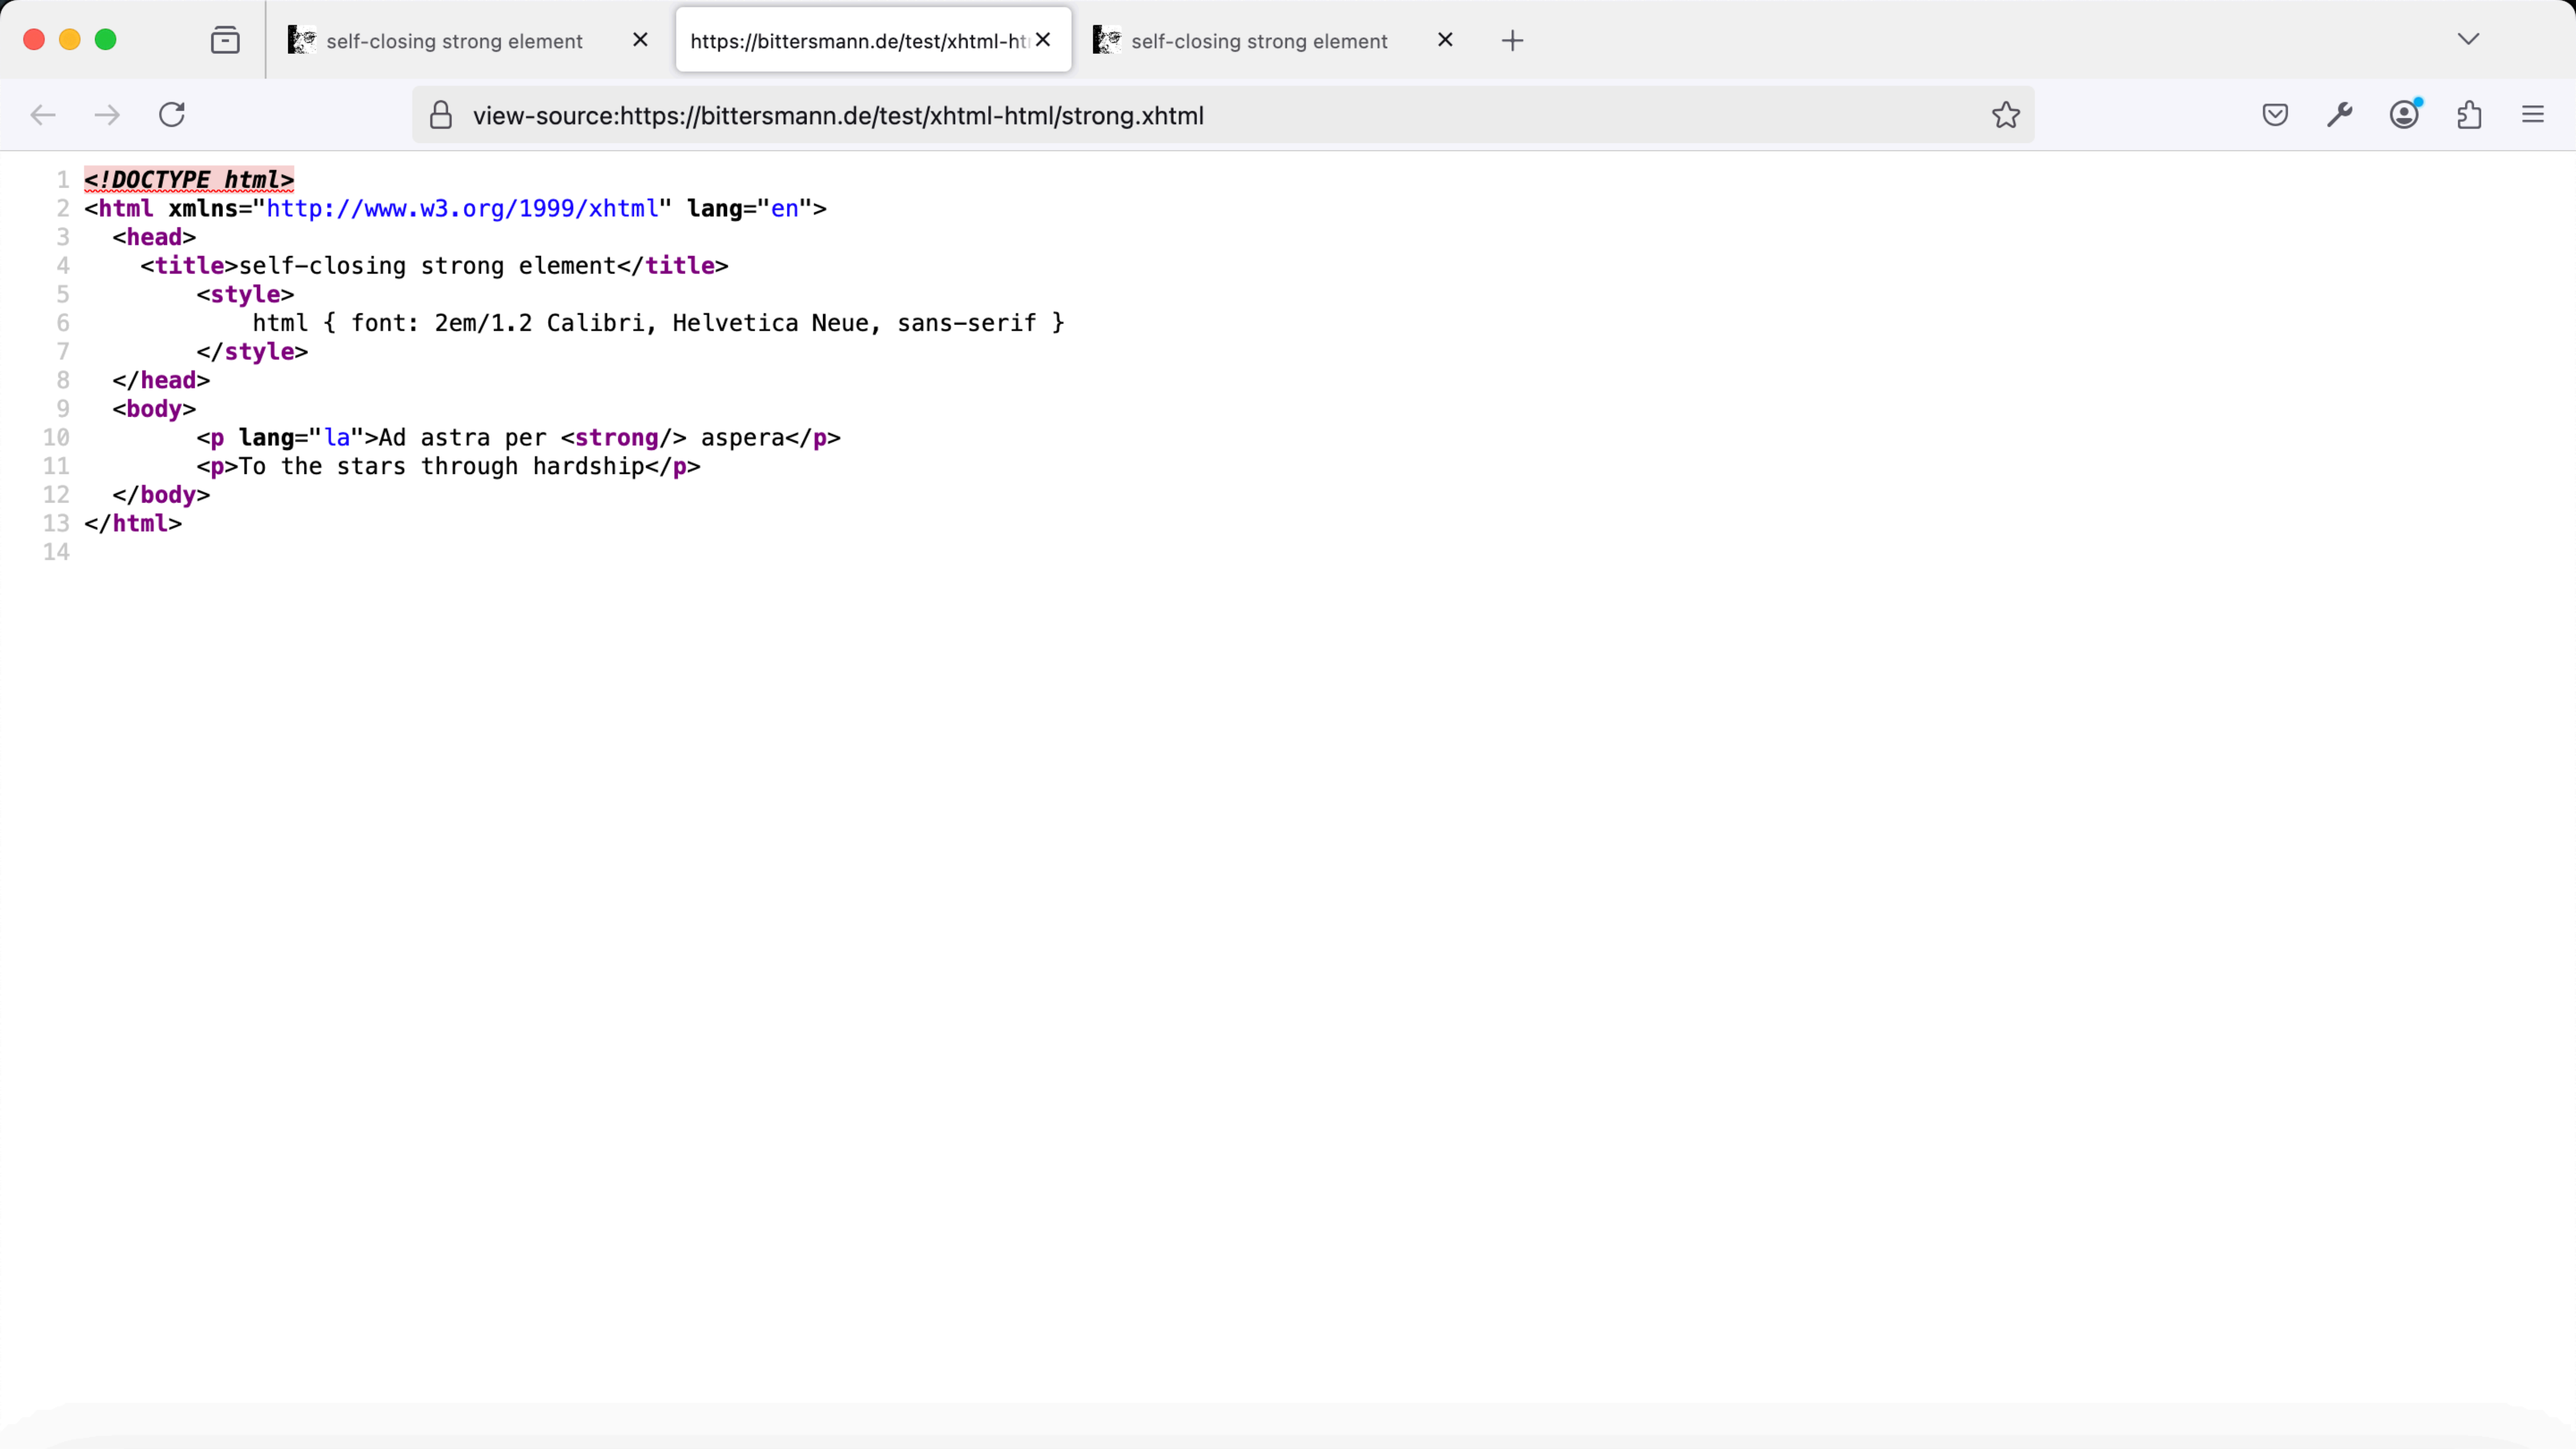 self-closing strong element
https://bittersmann.de/test/xhtml-ht
self-closing strong element
view-source:https://bittersmann.de/test/xhtml-html/strong.xhtml
1 <!DOCTYPE html>
2 <html xmlns="http://www.w3.org/1999/xhtml" lang="en">
3   <head>
4     <title>self-closing strong element</title>
5         <style>
6             html { font: 2em/1.2 Calibri, Helvetica Neue, sans-serif }
7         </style>
8   </head>
9   <body>
10         <p lang="la">Ad astra per <strong/> aspera</p>
11         <p>To the stars through hardship</p>
12   </body>
13 </html>
14